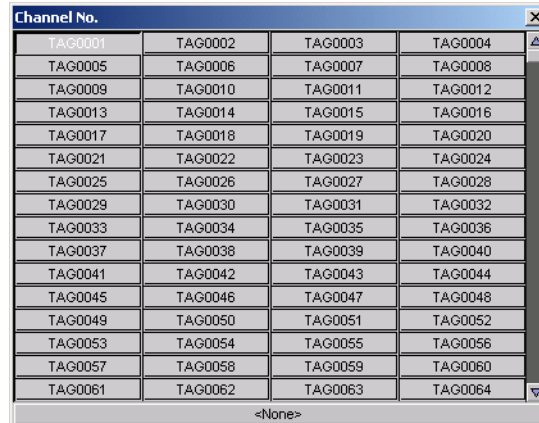 Channel No.
TAG0001 TAG0002 TAG0003 TAG0004
TAG0005 TAG0006 TAG0007 TAG0008
TAG0009 TAG0010 TAG0011 TAG0012
TAG0013 TAG0014 TAG0015 TAG0016
TAG0017 TAG0018 TAG0019 TAG0020
TAG0021 TAG0022 TAG0023 TAG0024
TAG0025 TAG0026 TAG0027 TAG0028
TAG0029 TAG0030 TAG0031 TAG0032
TAG0033 TAG0034 TAG0035 TAG0036
TAG0037 TAG0038 TAG0039 TAG0040
TAG0041 TAG0042 TAG0043 TAG0044
TAG0045 TAG0046 TAG0047 TAG0048
TAG0049 TAG0050 TAG0051 TAG0052
TAG0053 TAG0054 TAG0055 TAG0056
TAG0057 TAG0058 TAG0059 TAG0060
TAG0061 TAG0062 TAG0063 TAG0064
<None>